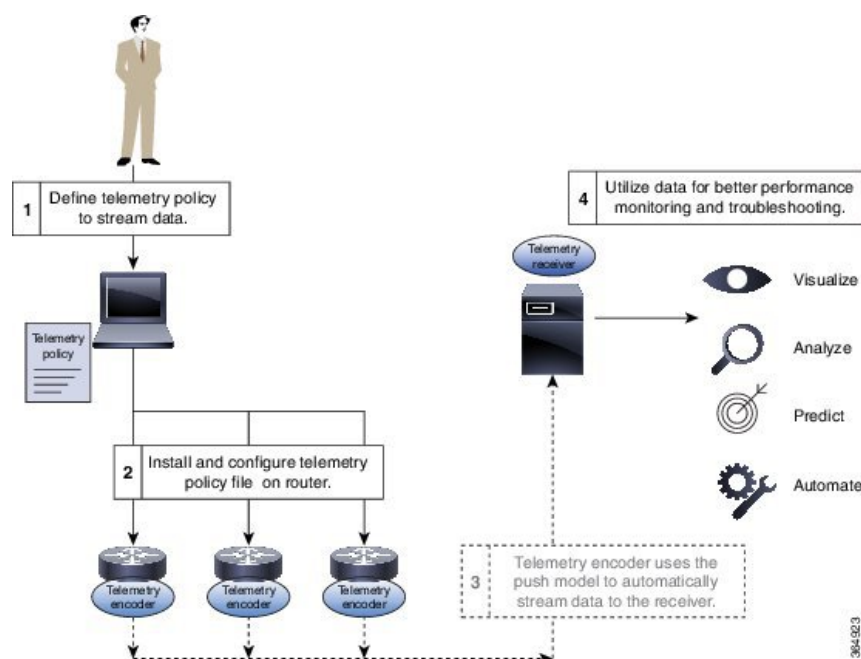 1 Define telemetry policy
to stream data.
Telemetry
policy
2 Install and configure telemetry
policy file on router.
Telemetry
encoder
Telemetry
encoder
Telemetry
encoder
3 Telemetry encoder uses the
push model to automatically
stream data to the receiver.
Telemetry
receiver
4 Utilize data for better performance
monitoring and troubleshooting.
Visualize
Analyze
Predict
Automate
364923